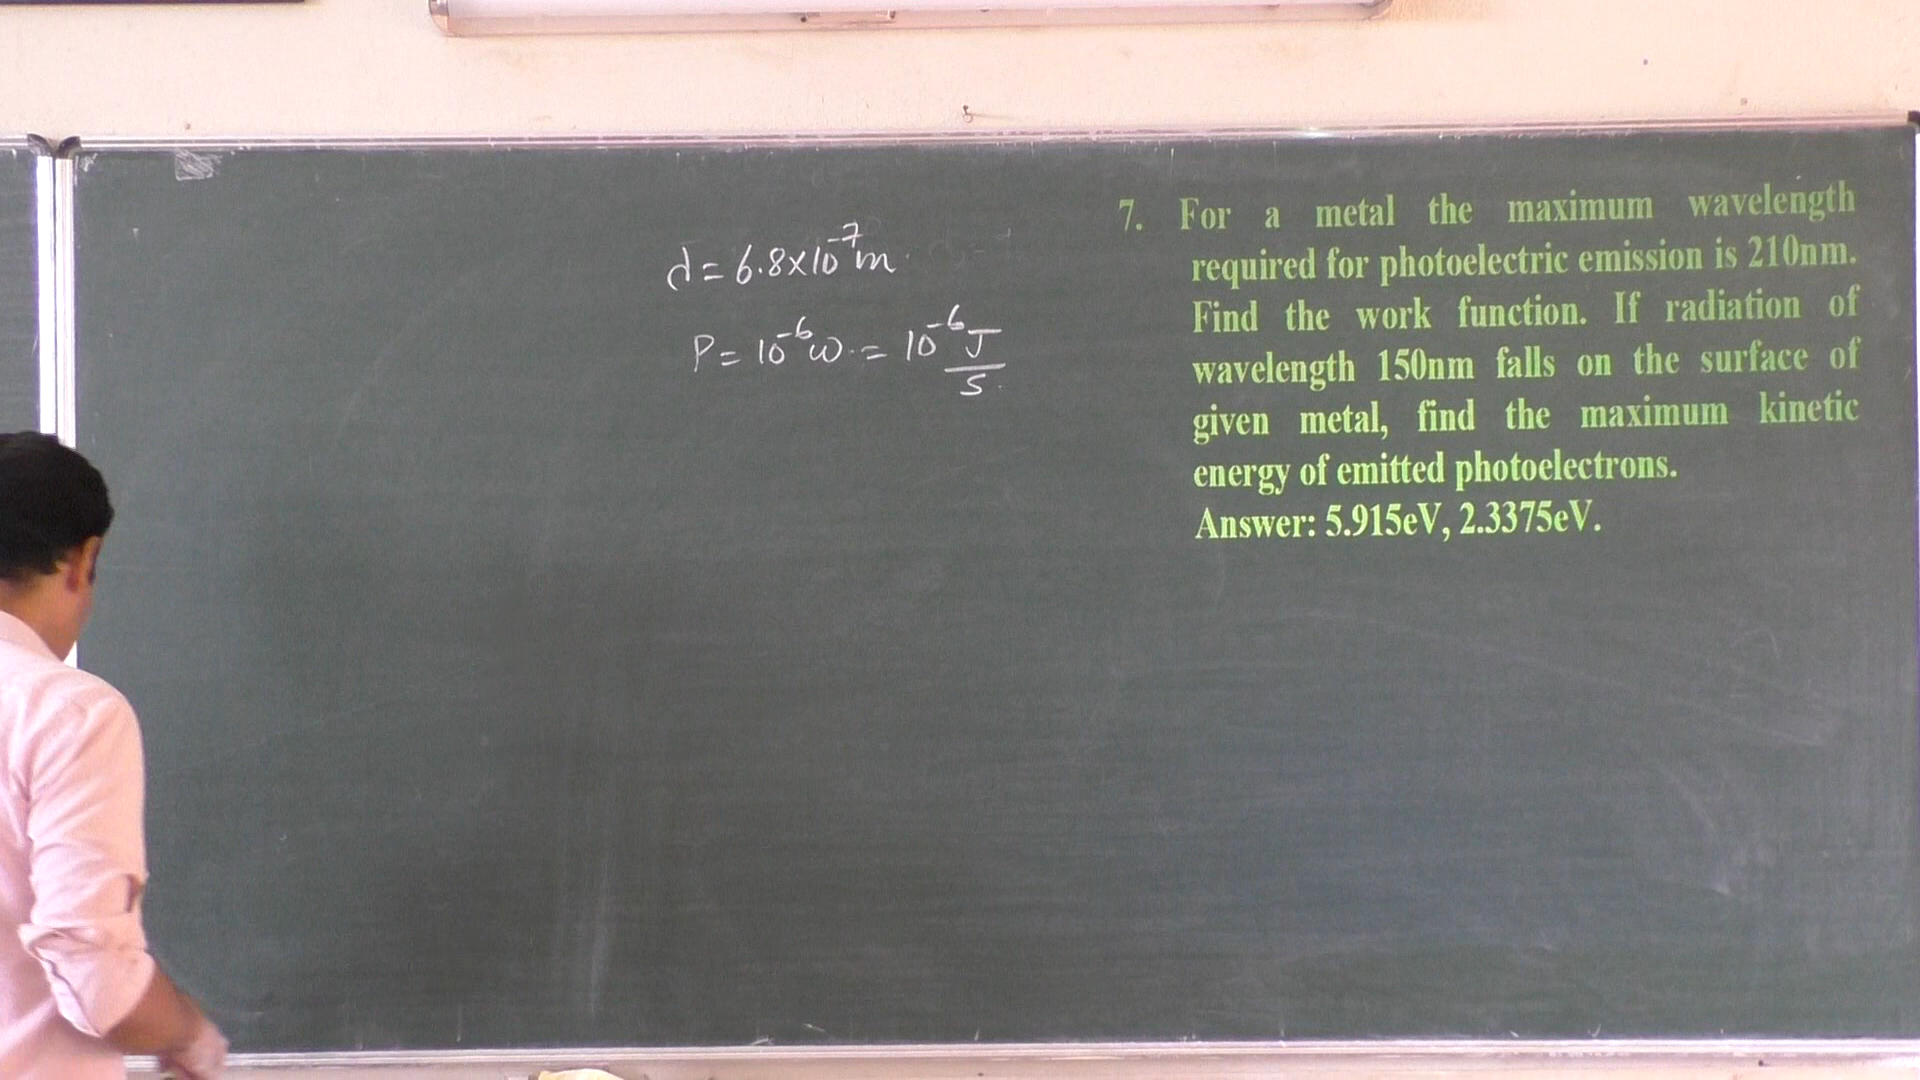 d = 6.8×10⁻⁷m
P = 10⁻⁶W. = 10⁻⁶ J/s.
7. For a metal the maximum wavelength
required for photoelectric emission is 210nm.
Find the work function. If radiation of
wavelength 150nm falls on the surface of
given metal, find the maximum kinetic
energy of emitted photoelectrons.
Answer: 5.915eV, 2.3375eV.